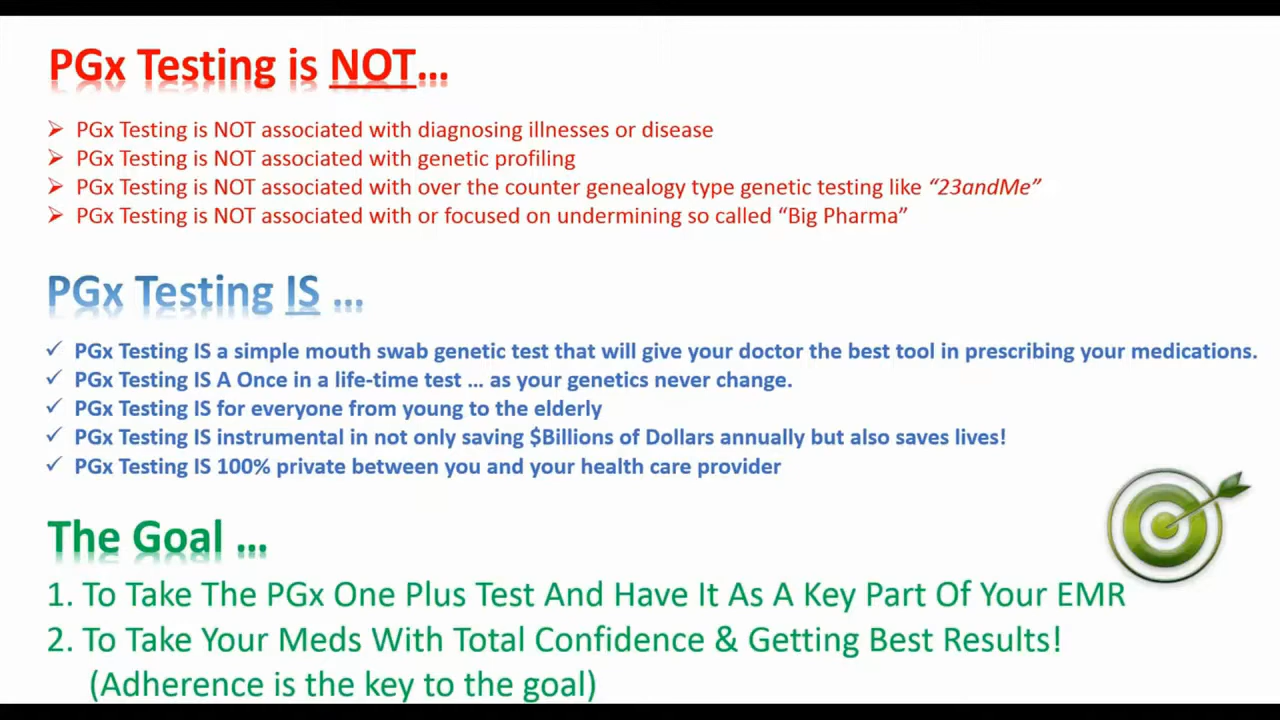 PGx Testing is NOT...
➢ PGx Testing is NOT associated with diagnosing illnesses or disease
➢ PGx Testing is NOT associated with genetic profiling
➢ PGx Testing is NOT associated with over the counter genealogy type genetic testing like “23andMe”
➢ PGx Testing is NOT associated with or focused on undermining so called “Big Pharma”
PGx Testing IS ...
✓ PGx Testing IS a simple mouth swab genetic test that will give your doctor the best tool in prescribing your medications.
✓ PGx Testing IS A Once in a life-time test ... as your genetics never change.
✓ PGx Testing IS for everyone from young to the elderly
✓ PGx Testing IS instrumental in not only saving $Billions of Dollars annually but also saves lives!
✓ PGx Testing IS 100% private between you and your health care provider
The Goal ...
1. To Take The PGx One Plus Test And Have It As A Key Part Of Your EMR
2. To Take Your Meds With Total Confidence & Getting Best Results!
(Adherence is the key to the goal)